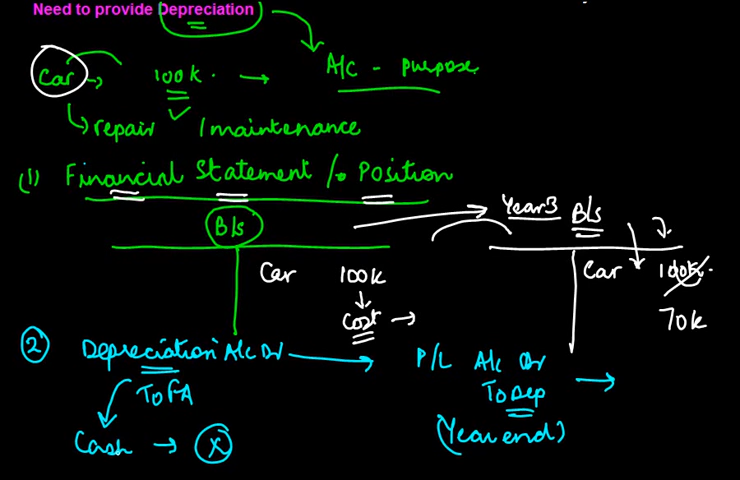 Need to provide Depreciation
Car → 100k. → A/c - purpose
↳ repair / maintenance
(1) Financial Statement /. Position
B/s
Car 100k
↓
Cost →
Year3 B/s
Car 100k.
70k
② Depreciation A/c Dr → P/L A/c Dr
To FA
To Dep →
Cash → X
(Year end)